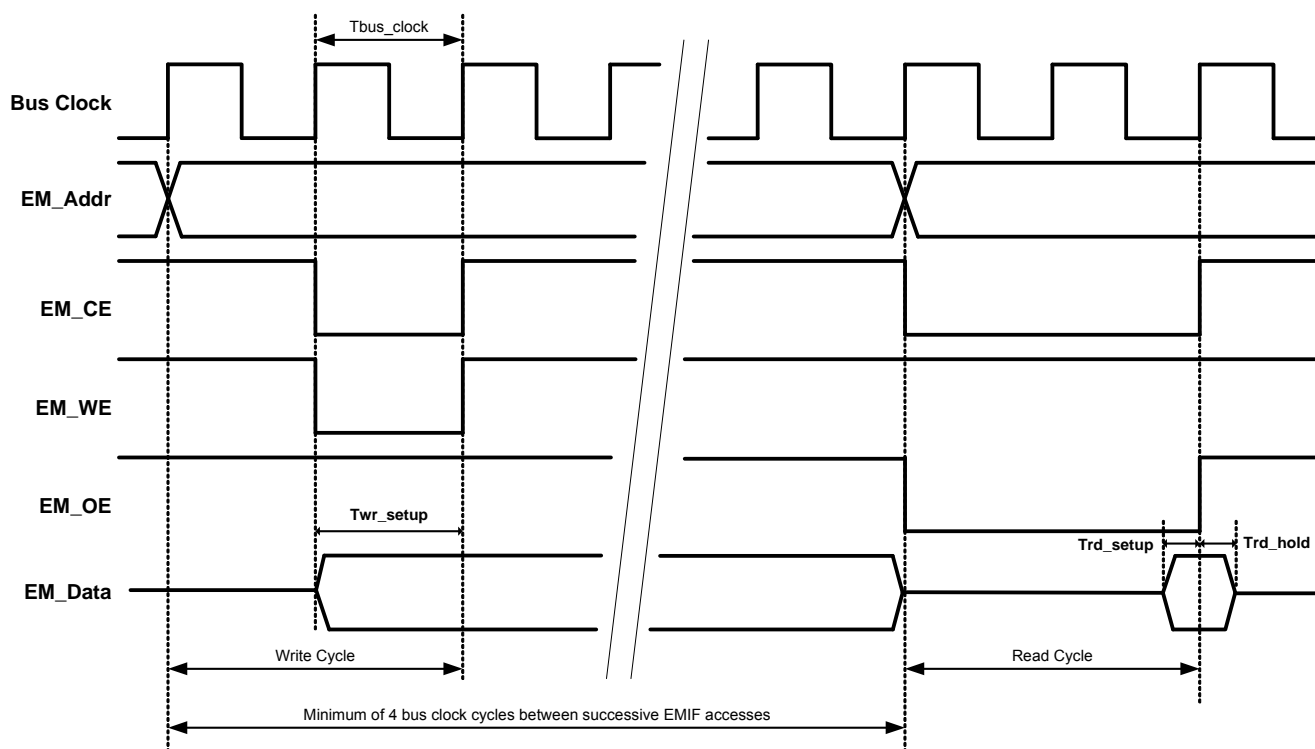 Tbus_clock
Bus Clock
EM_Addr
EM_CE
EM_WE
EM_OE
Twr_setup
Trd_setup
Trd_hold
EM_Data
Write Cycle
Read Cycle
Minimum of 4 bus clock cycles between successive EMIF accesses